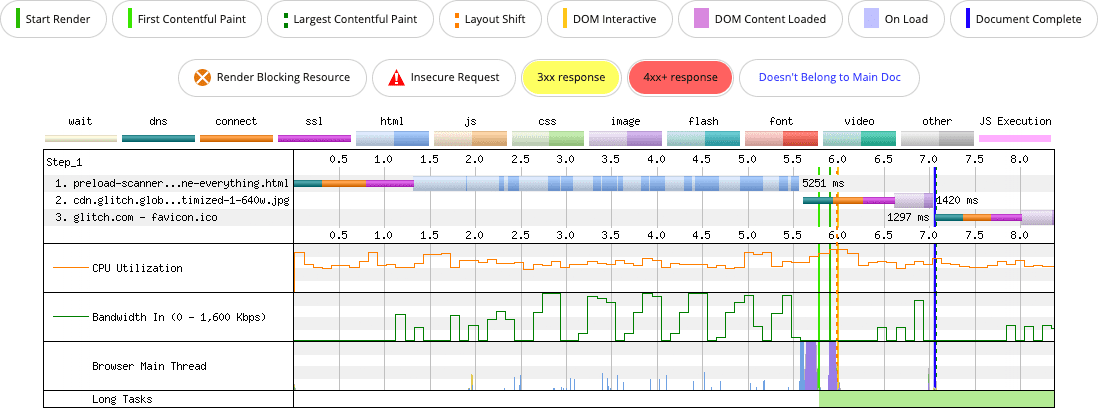 Start Render First Contentful Paint Largest Contentful Paint Layout Shift DOM Interactive DOM Content Loaded On Load Document Complete
Render Blocking Resource Insecure Request 3xx response 4xx+ response Doesn't Belong to Main Doc
wait dns connect ssl html js css image flash font video other JS Execution
Step_1 0.5 1.0 1.5 2.0 2.5 3.0 3.5 4.0 4.5 5.0 5.5 6.0 6.5 7.0 7.5 8.0
1. preload-scanner...ne-everything.html 5251 ms
2. cdn.glitch.glob...timized-1-640w.jpg 1420 ms
3. glitch.com - favicon.ico 1297 ms
0.5 1.0 1.5 2.0 2.5 3.0 3.5 4.0 4.5 5.0 5.5 6.0 6.5 7.0 7.5 8.0
CPU Utilization
Bandwidth In (0 - 1,600 Kbps)
Browser Main Thread
Long Tasks